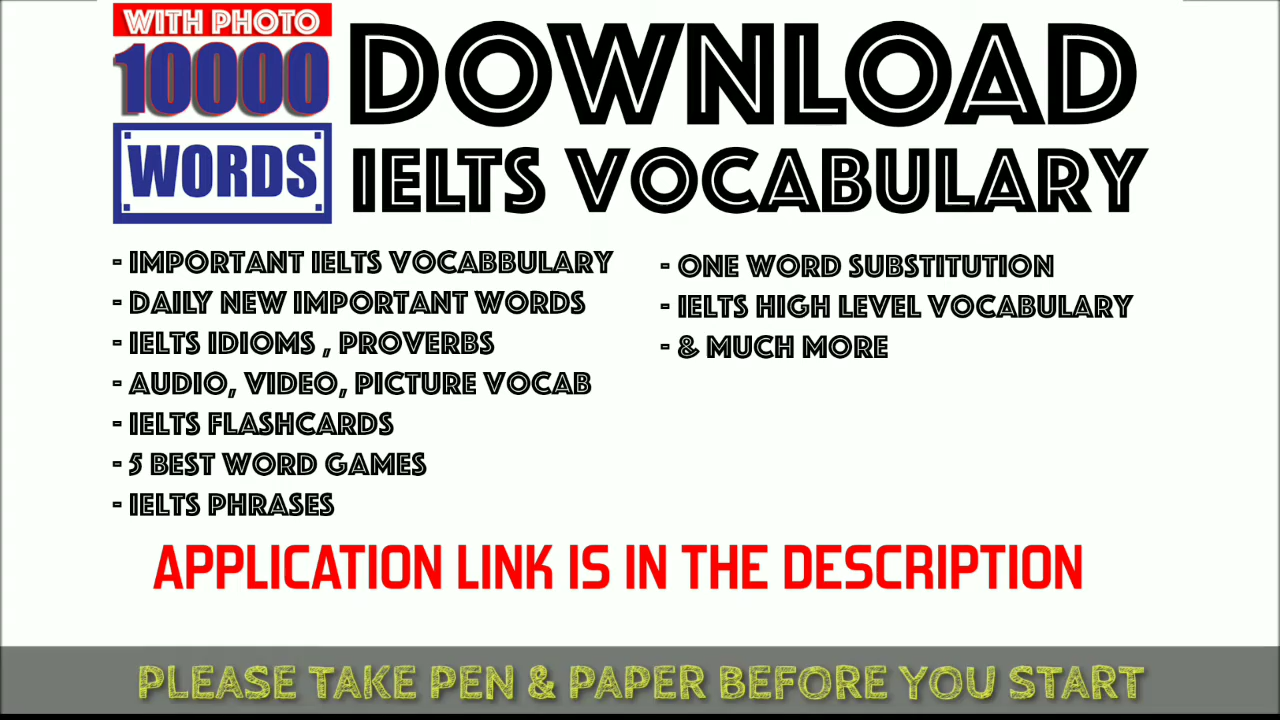 WITH PHOTO
10000
WORDS
DOWNLOAD
IELTS VOCABULARY
- IMPORTANT IELTS VOCABBULARY
- DAILY NEW IMPORTANT WORDS
- IELTS IDIOMS , PROVERBS
- AUDIO, VIDEO, PICTURE VOCAB
- IELTS FLASHCARDS
- 5 BEST WORD GAMES
- IELTS PHRASES
- ONE WORD SUBSTITUTION
- IELTS HIGH LEVEL VOCABULARY
- & MUCH MORE
APPLICATION LINK IS IN THE DESCRIPTION
PLEASE TAKE PEN & PAPER BEFORE YOU START